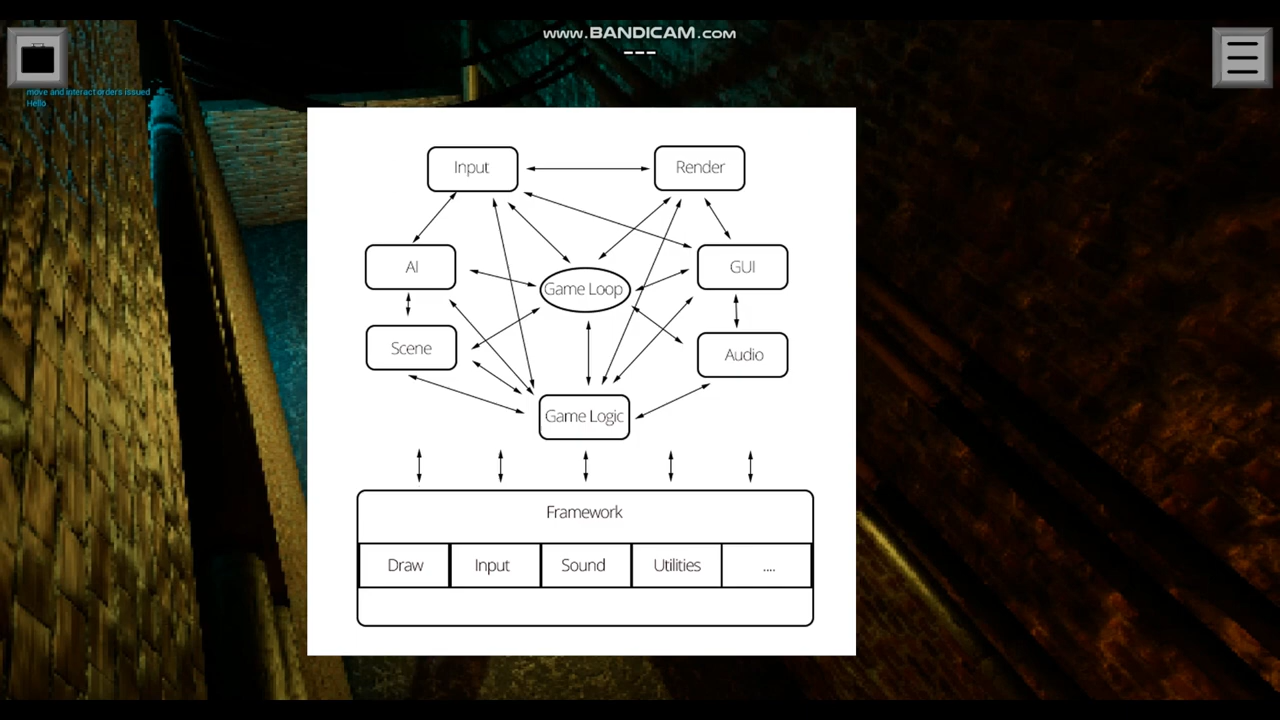 www.BANDICAM.com
move and interact orders issued
Hello
Input
Render
AI
GUI
Game Loop
Scene
Audio
Game Logic
Framework
Draw
Input
Sound
Utilities
....